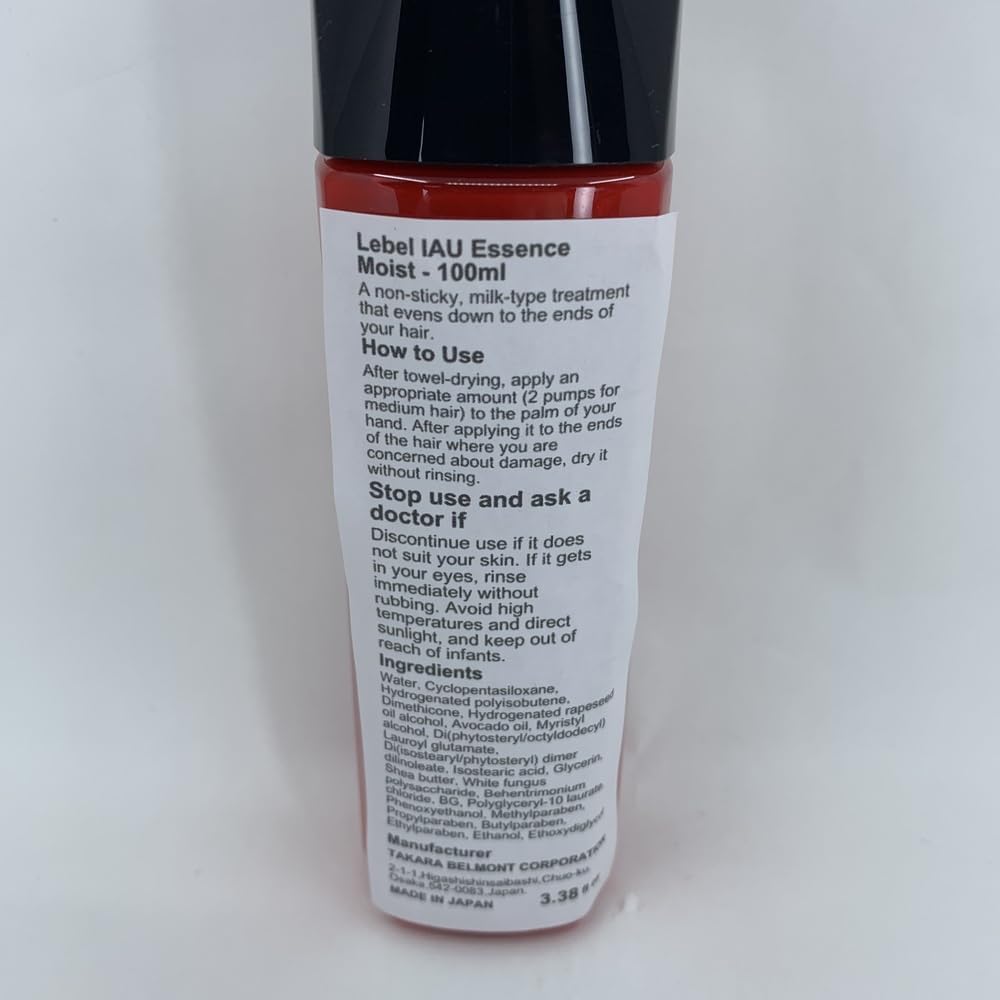 Lebel IAU Essence
Moist - 100ml
A non-sticky, milk-type treatment
that evens down to the ends of
your hair.
How to Use
After towel-drying, apply an
appropriate amount (2 pumps for
medium hair) to the palm of your
hand. After applying it to the ends
of the hair where you are
concerned about damage, dry it
without rinsing.
Stop use and ask a
doctor if
Discontinue use if it does
not suit your skin. If it gets
in your eyes, rinse
immediately without
rubbing. Avoid high
temperatures and direct
sunlight, and keep out of
reach of infants.
Ingredients
Water, Cyclopentasiloxane,
Hydrogenated polyisobutene,
Dimethicone, Hydrogenated rapeseed
oil alcohol, Avocado oil, Myristyl
alcohol, Di(phytosteryl/octyldodecyl)
Lauroyl glutamate,
Di(isostearyl/phytosteryl) dimer
dilinoleate, Isostearic acid, Glycerin,
Shea butter, White fungus
polysaccharide, Behentrimonium
chloride, BG, Polyglyceryl-10 laurate,
Phenoxyethanol, Methylparaben,
Propylparaben, Butylparaben,
Ethylparaben, Ethanol, Ethoxydiglycol
Manufacturer
TAKARA BELMONT CORPORATION
2-1-1,Higashishinsaibashi,Chuo-ku,
Osaka,542-0083,Japan.
MADE IN JAPAN 3.38 fl oz